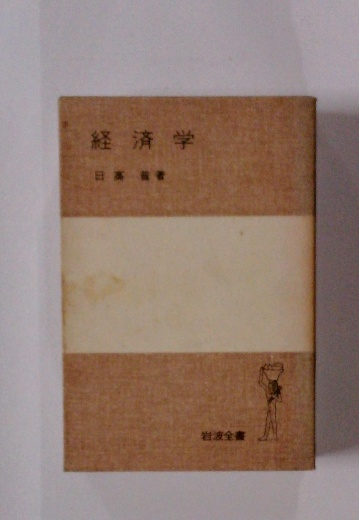 経済学
日高 普著
岩波全書